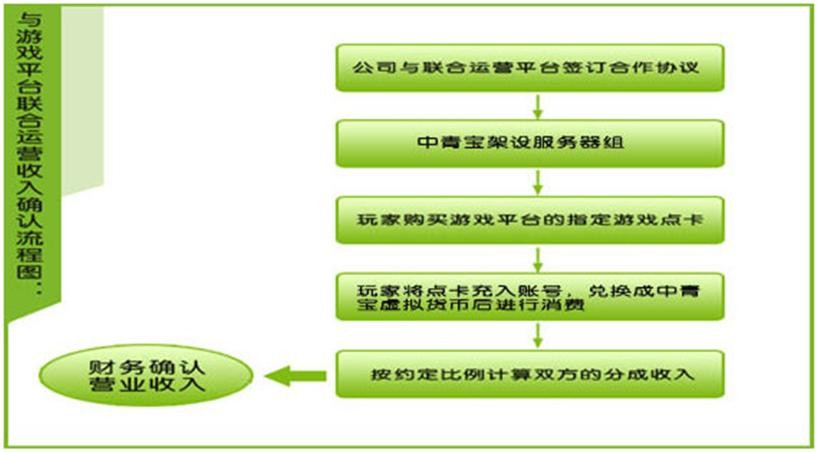 与游戏平台联合运营收入确认流程图：
公司与联合运营平台签订合作协议
中青宝架设服务器组
玩家购买游戏平台的指定游戏点卡
玩家将点卡充入账号，兑换成中青
宝虚拟货币后进行消费
按约定比例计算双方的分成收入
财务确认
营业收入